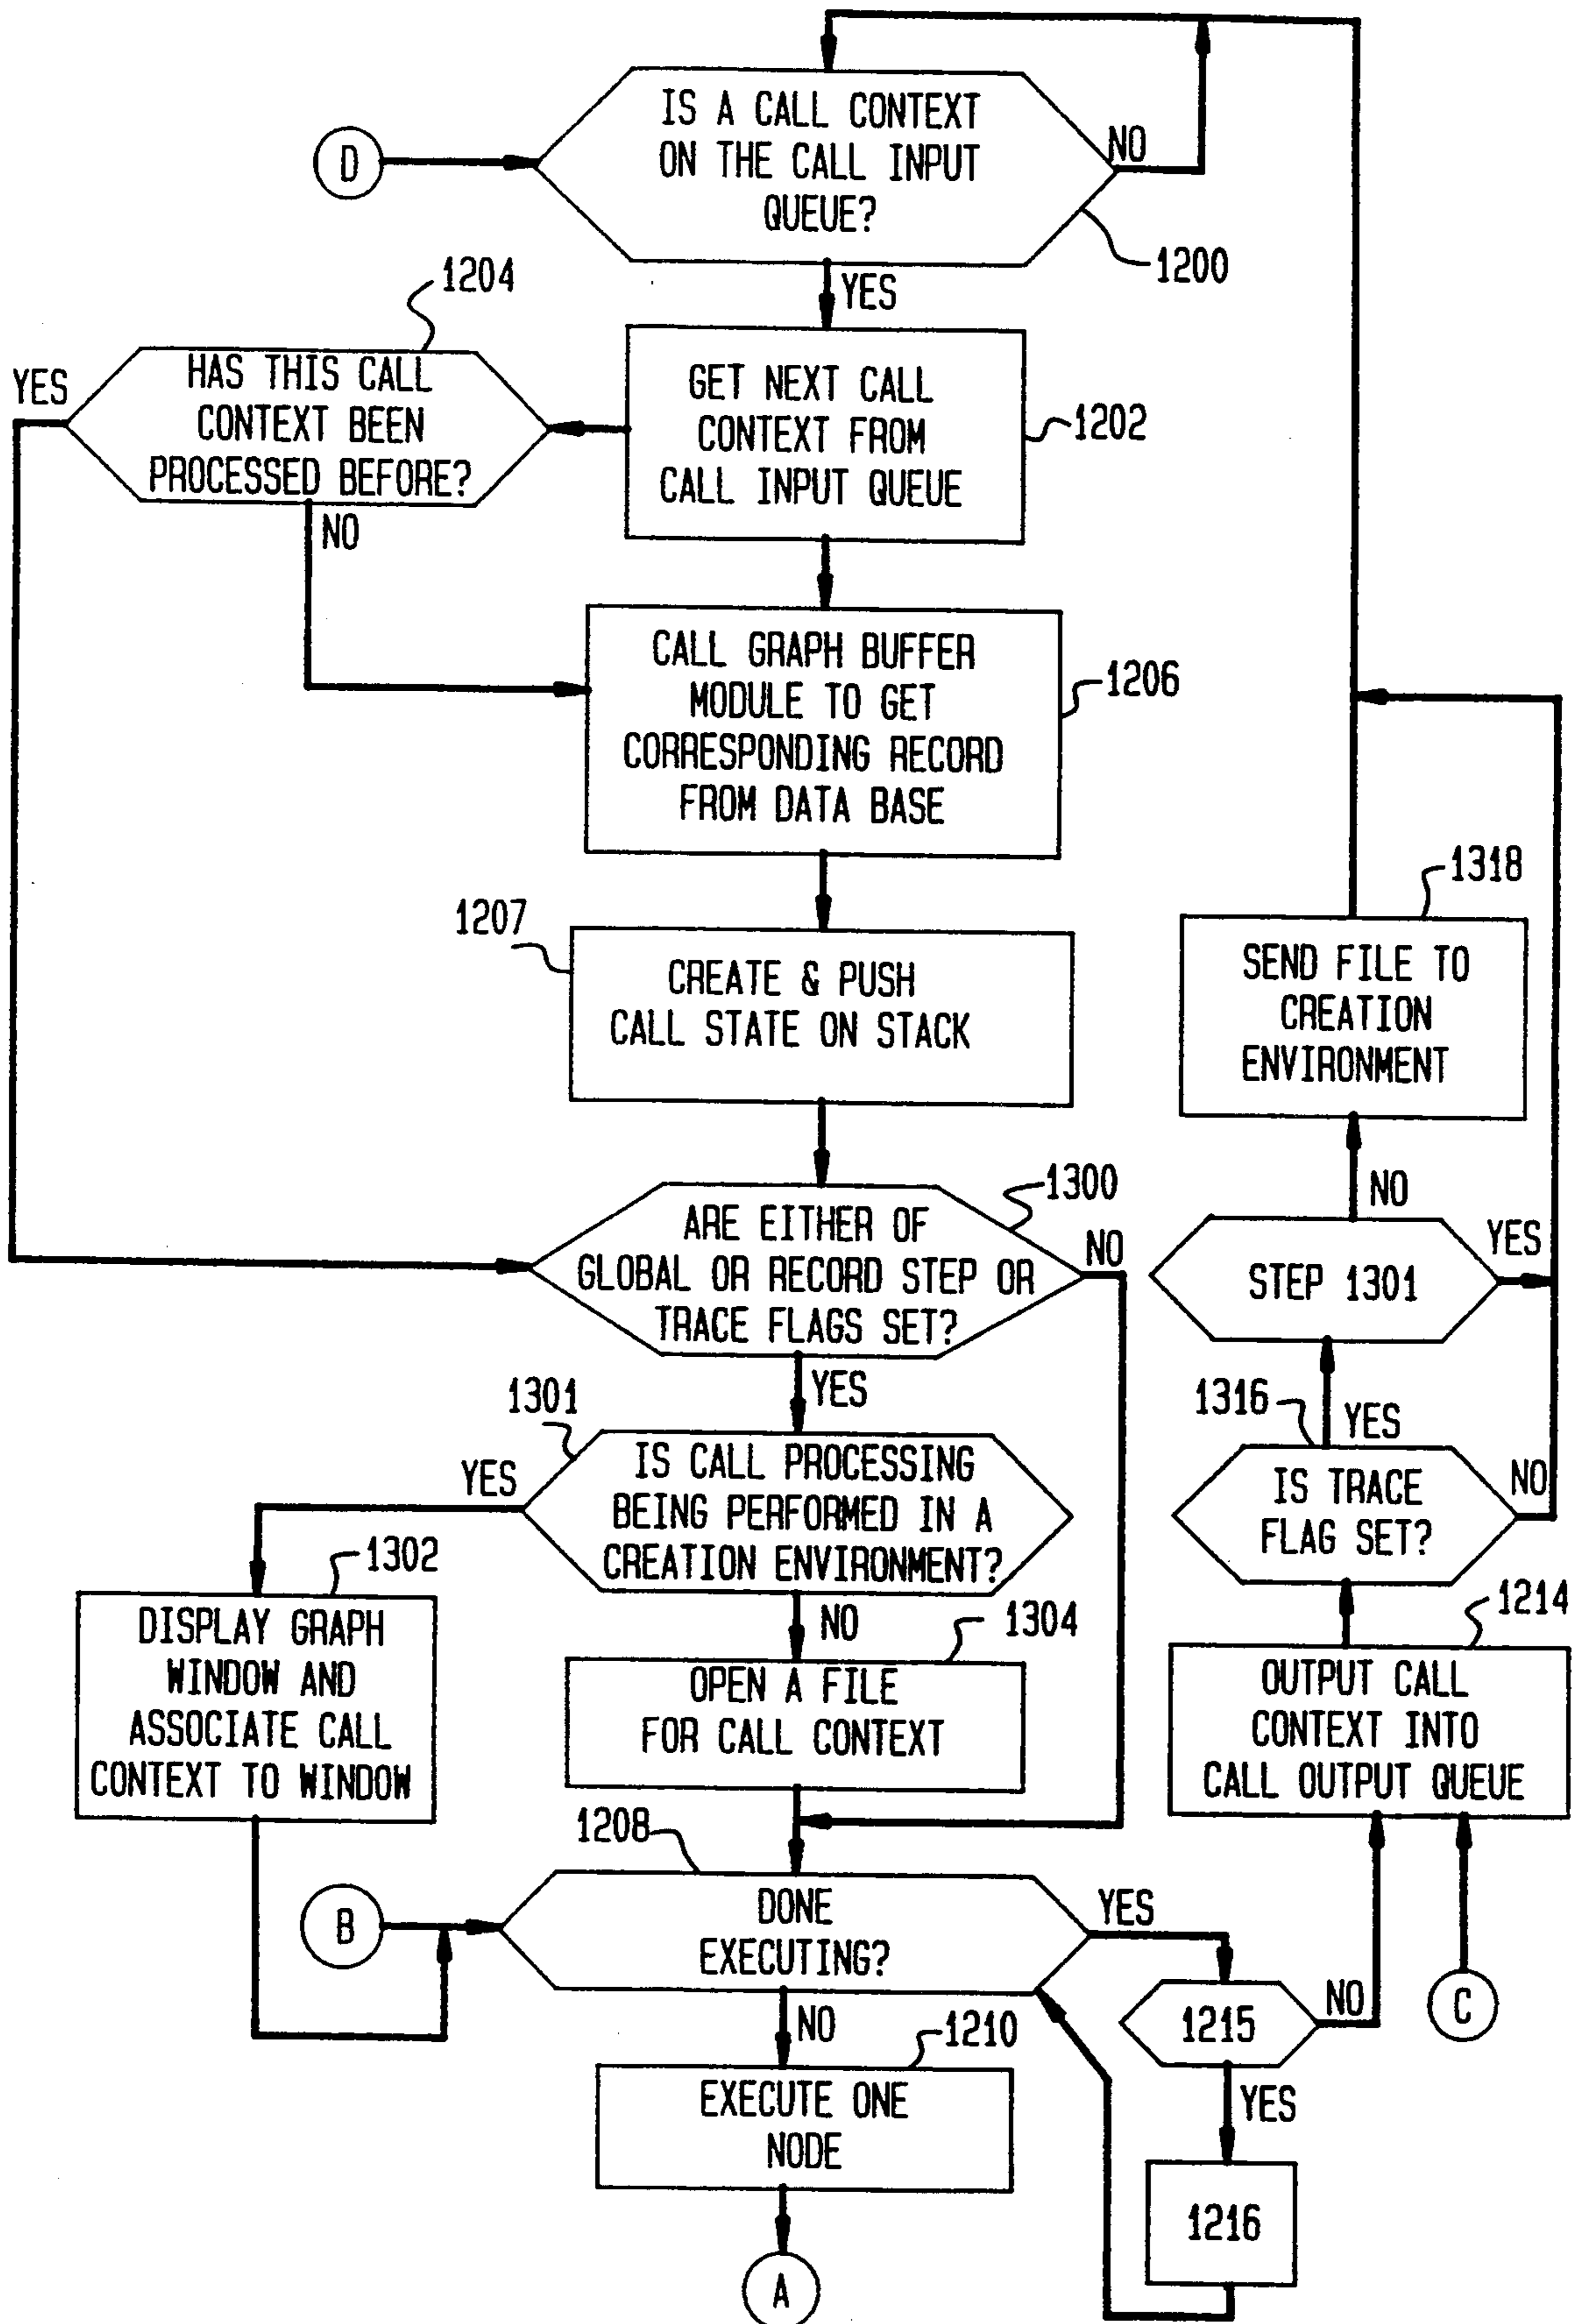 IS A CALL CONTEXT
ON THE CALL INPUT
QUEUE?
D
NO
1200
YES
1204
YES
HAS THIS CALL
CONTEXT BEEN
PROCESSED BEFORE?
NO
GET NEXT CALL
CONTEXT FROM
CALL INPUT QUEUE
1202
CALL GRAPH BUFFER
MODULE TO GET
CORRESPONDING RECORD
FROM DATA BASE
1206
1207
CREATE & PUSH
CALL STATE ON STACK
1318
SEND FILE TO
CREATION
ENVIRONMENT
NO
1300
ARE EITHER OF
GLOBAL OR RECORD STEP OR
TRACE FLAGS SET?
NO
YES
STEP 1301
YES
1301
YES
IS CALL PROCESSING
BEING PERFORMED IN A
CREATION ENVIRONMENT?
NO
1316
YES
IS TRACE
FLAG SET?
NO
1302
DISPLAY GRAPH
WINDOW AND
ASSOCIATE CALL
CONTEXT TO WINDOW
1304
OPEN A FILE
FOR CALL CONTEXT
1214
OUTPUT CALL
CONTEXT INTO
CALL OUTPUT QUEUE
1208
B
DONE
EXECUTING?
YES
NO
1215
NO
C
YES
1210
EXECUTE ONE
NODE
1216
A